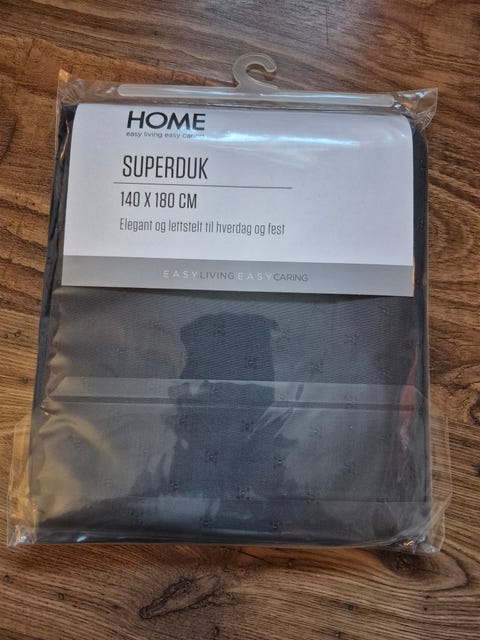 HOME
easy living easy caring
SUPERDUK
140 X 180 CM
Elegant og lettstelt til hverdag og fest
EASYLIVINGEASYCARING